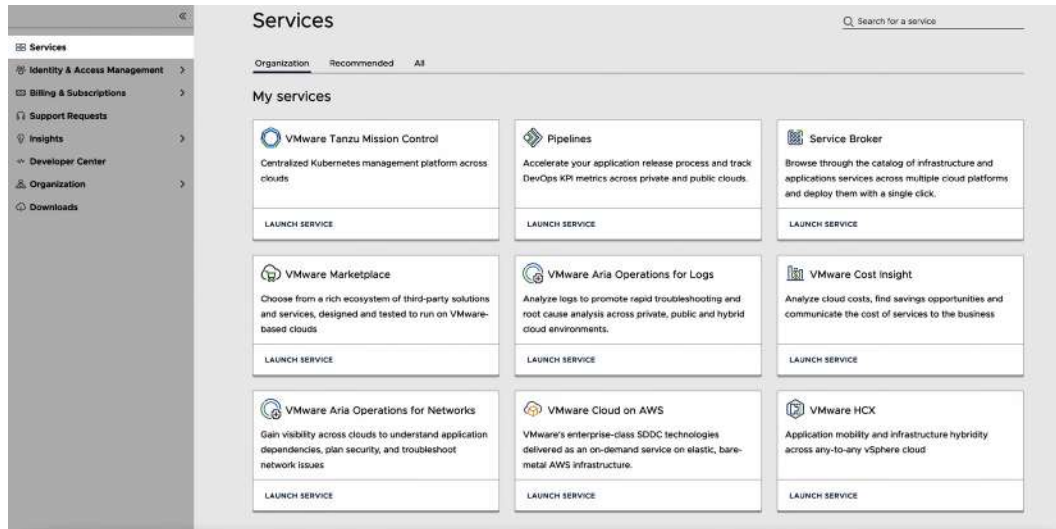 Services
Search for a service
Services
Identity & Access Management
Billing & Subscriptions
Support Requests
Insights
Developer Center
Organization
Downloads
Organization Recommended All
My services
VMware Tanzu Mission Control
Centralized Kubernetes management platform across
clouds
LAUNCH SERVICE
Pipelines
Accelerate your application release process and track
DevOps KPI metrics across private and public clouds.
LAUNCH SERVICE
Service Broker
Browse through the catalog of infrastructure and
applications services across multiple cloud platforms
and deploy them with a single click.
LAUNCH SERVICE
VMware Marketplace
Choose from a rich ecosystem of third-party solutions
and services, designed and tested to run on VMware-
based clouds
LAUNCH SERVICE
VMware Aria Operations for Logs
Analyze logs to promote rapid troubleshooting and
root cause analysis across private, public and hybrid
cloud environments.
LAUNCH SERVICE
VMware Cost Insight
Analyze cloud costs, find savings opportunities and
communicate the cost of services to the business
LAUNCH SERVICE
VMware Aria Operations for Networks
Gain visibility across clouds to understand application
dependencies, plan security, and troubleshoot
network issues
LAUNCH SERVICE
VMware Cloud on AWS
VMware's enterprise-class SDDC technologies
delivered as an on-demand service on elastic, bare-
metal AWS infrastructure.
LAUNCH SERVICE
VMware HCX
Application mobility and infrastructure hybridity
across any-to-any vSphere cloud
LAUNCH SERVICE